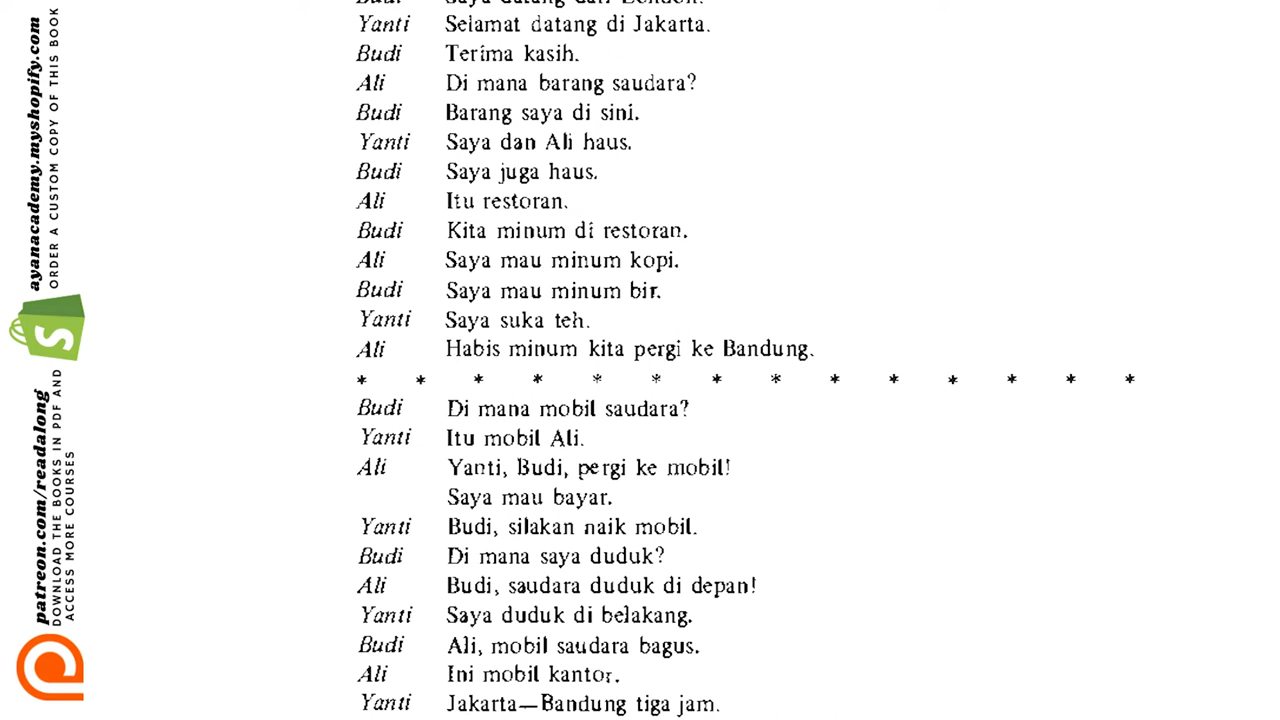 Budi Saya datang dari London.
Yanti Selamat datang di Jakarta.
Budi Terima kasih.
Ali Di mana barang saudara?
Budi Barang saya di sini.
Yanti Saya dan Ali haus.
Budi Saya juga haus.
Ali Itu restoran.
Budi Kita minum di restoran.
Ali Saya mau minum kopi.
Budi Saya mau minum bir.
Yanti Saya suka teh.
Ali Habis minum kita pergi ke Bandung.
* * * * * * * * * * * * * *
Budi Di mana mobil saudara?
Yanti Itu mobil Ali.
Ali Yanti, Budi, pergi ke mobil!
Saya mau bayar.
Yanti Budi, silakan naik mobil.
Budi Di mana saya duduk?
Ali Budi, saudara duduk di depan!
Yanti Saya duduk di belakang.
Budi Ali, mobil saudara bagus.
Ali Ini mobil kantor.
Yanti Jakarta—Bandung tiga jam.
ayanacademy.myshopify.com
ORDER A CUSTOM COPY OF THIS BOOK
patreon.com/readalong
DOWNLOAD THE BOOKS IN PDF AND
ACCESS MORE COURSES